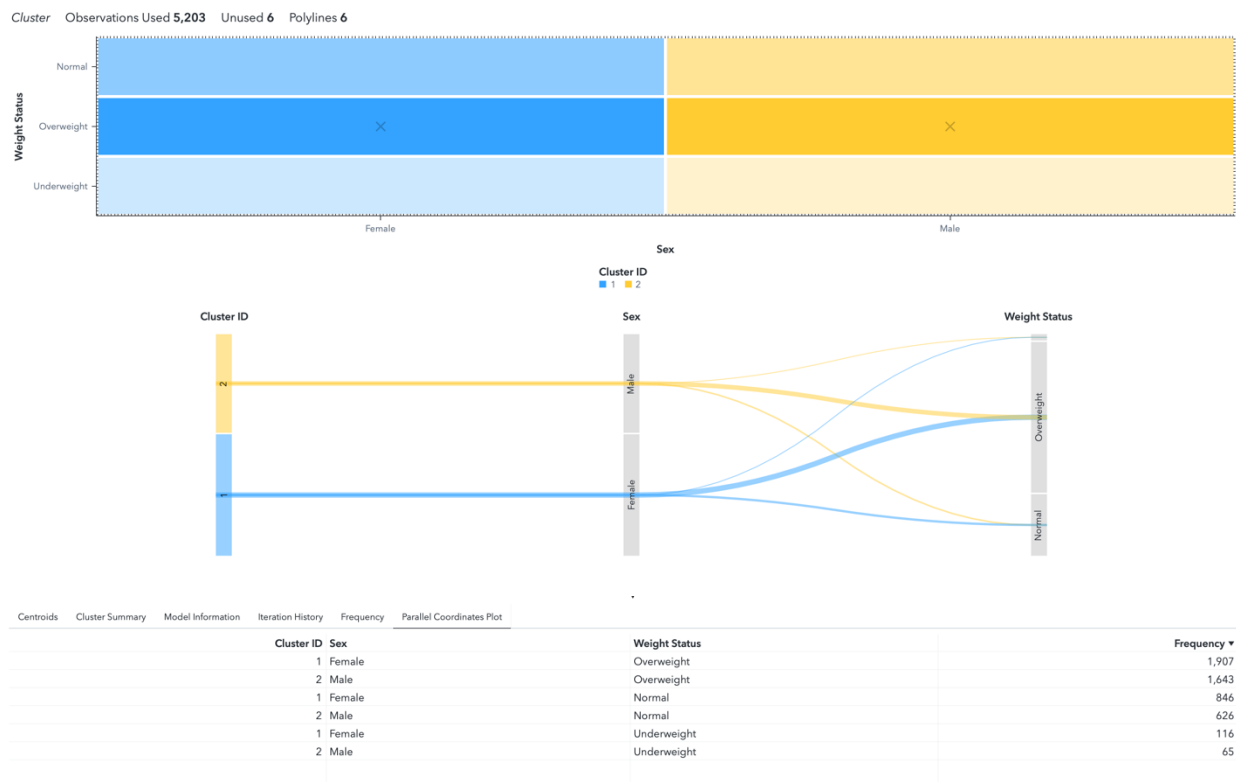 Cluster Observations Used 5,203 Unused 6 Polylines 6
Weight Status
Normal
Overweight
Underweight
Female Male
Sex
Cluster ID
1 2
Cluster ID Sex Weight Status
2 Male Overweight
1 Female Normal
Centroids Cluster Summary Model Information Iteration History Frequency Parallel Coordinates Plot
Cluster ID Sex Weight Status Frequency
1 Female Overweight 1,907
2 Male Overweight 1,643
1 Female Normal 846
2 Male Normal 626
1 Female Underweight 116
2 Male Underweight 65